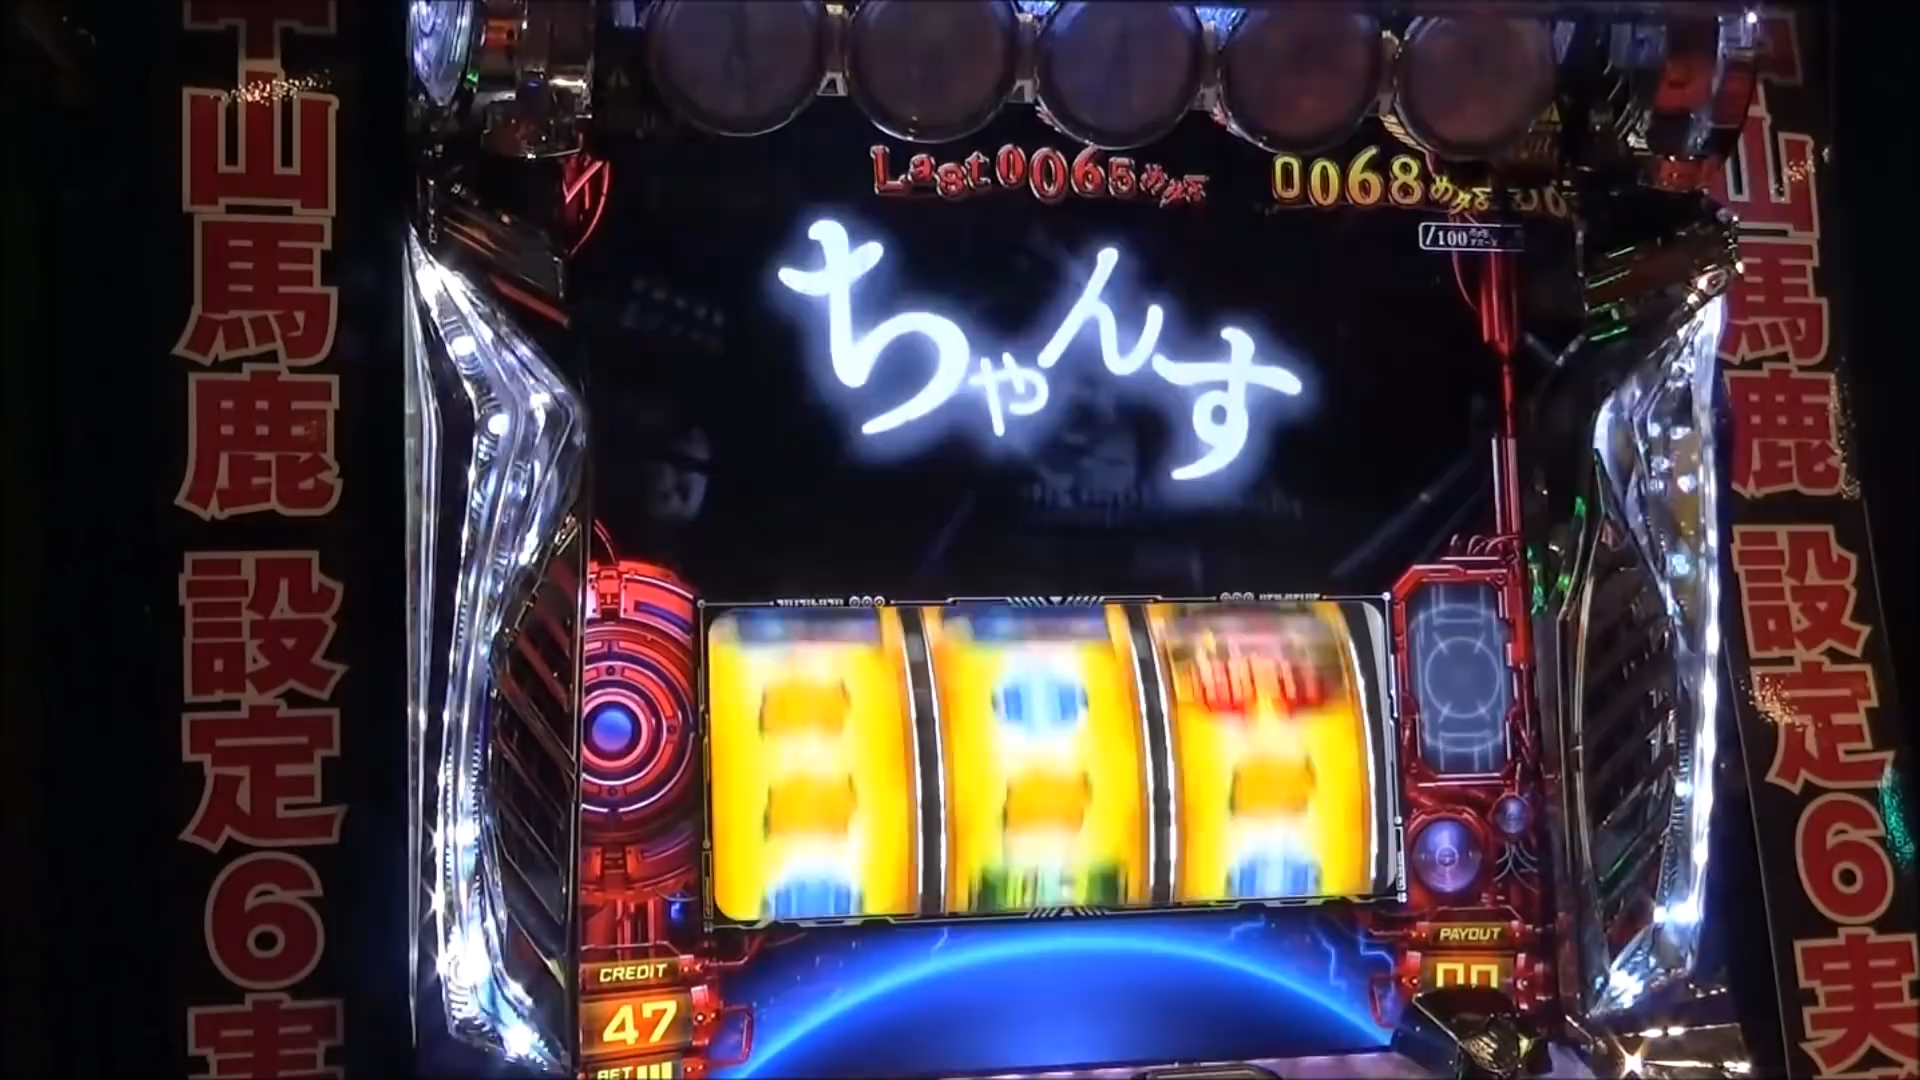 山馬鹿 設定6実
山馬鹿 設定6実
Last0065
0068
/100
ちゃんす
CREDIT
47
BET
PAYOUT